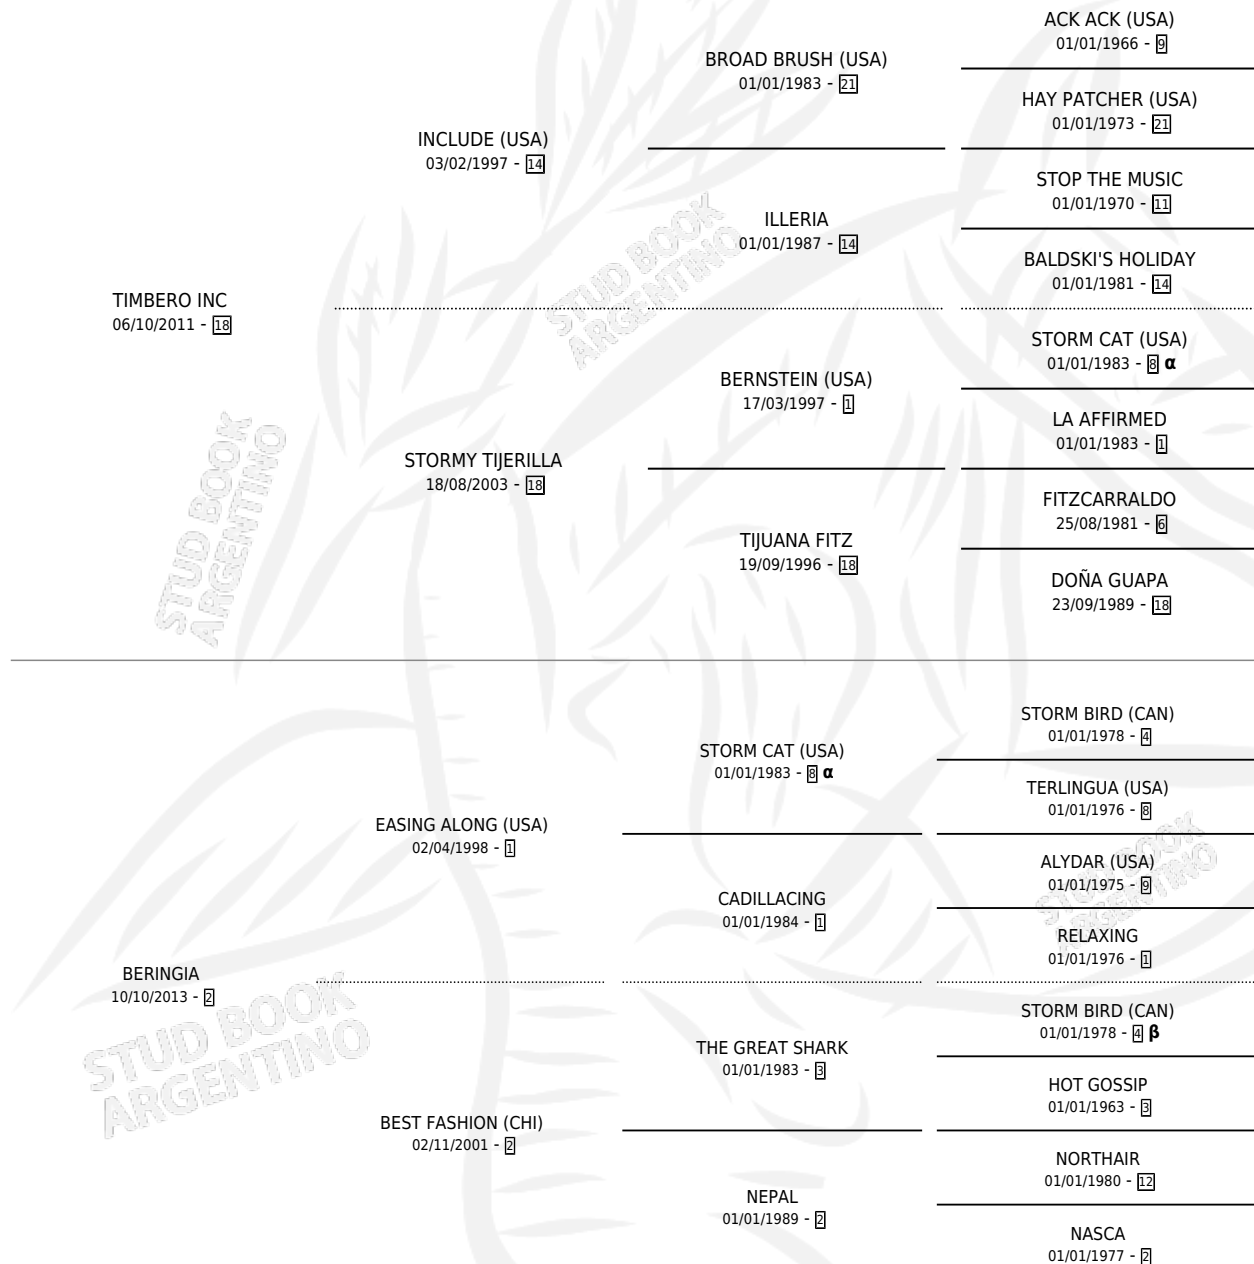 ACK ACK (USA)
01/01/1966 - 9
BROAD BRUSH (USA)
01/01/1983 - 21
HAY PATCHER (USA)
01/01/1973 - 21
INCLUDE (USA)
03/02/1997 - 14
STOP THE MUSIC
01/01/1970 - 11
ILLERIA
01/01/1987 - 14
BALDSKI'S HOLIDAY
01/01/1981 - 14
TIMBERO INC
06/10/2011 - 18
STORM CAT (USA)
01/01/1983 - 8 α
BERNSTEIN (USA)
17/03/1997 - 1
LA AFFIRMED
01/01/1983 - 1
STORMY TIJERILLA
18/08/2003 - 18
FITZCARRALDO
25/08/1981 - 6
TIJUANA FITZ
19/09/1996 - 18
DOÑA GUAPA
23/09/1989 - 18
STORM BIRD (CAN)
01/01/1978 - 4
STORM CAT (USA)
01/01/1983 - 8 α
TERLINGUA (USA)
01/01/1976 - 8
EASING ALONG (USA)
02/04/1998 - 1
ALYDAR (USA)
01/01/1975 - 9
CADILLACING
01/01/1984 - 1
RELAXING
01/01/1976 - 1
BERINGIA
10/10/2013 - 2
STORM BIRD (CAN)
01/01/1978 - 4 β
THE GREAT SHARK
01/01/1983 - 3
HOT GOSSIP
01/01/1963 - 3
BEST FASHION (CHI)
02/11/2001 - 2
NORTHAIR
01/01/1980 - 12
NEPAL
01/01/1989 - 2
NASCA
01/01/1977 - 2
STUD BOOK
ARGENTINO
STUD BOOK
ARGENTINO
STUD BOOK
ARGENTINO
STUD BOOK
ARGENTINO